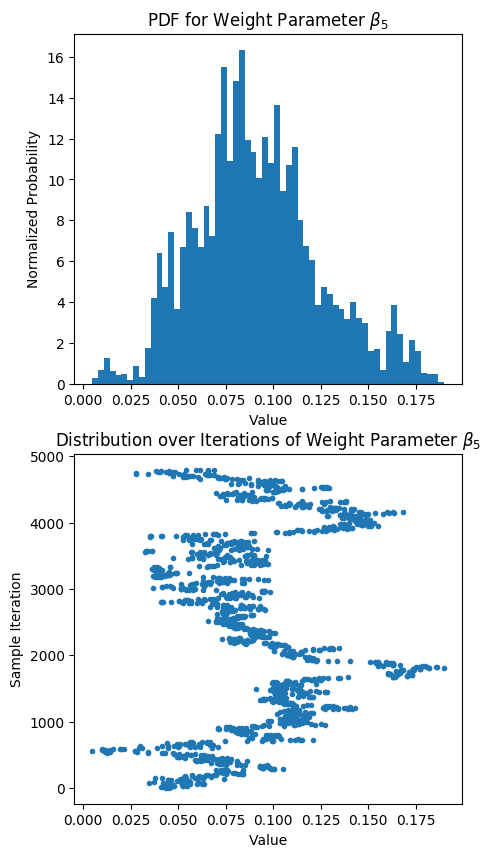 PDF for Weight Parameter β₅
16
14
12
10
8
6
4
2
0
Normalized Probability
0.000 0.025 0.050 0.075 0.100 0.125 0.150 0.175
Value
Distribution over Iterations of Weight Parameter β₅
5000
4000
3000
2000
1000
0
Sample Iteration
0.000 0.025 0.050 0.075 0.100 0.125 0.150 0.175
Value